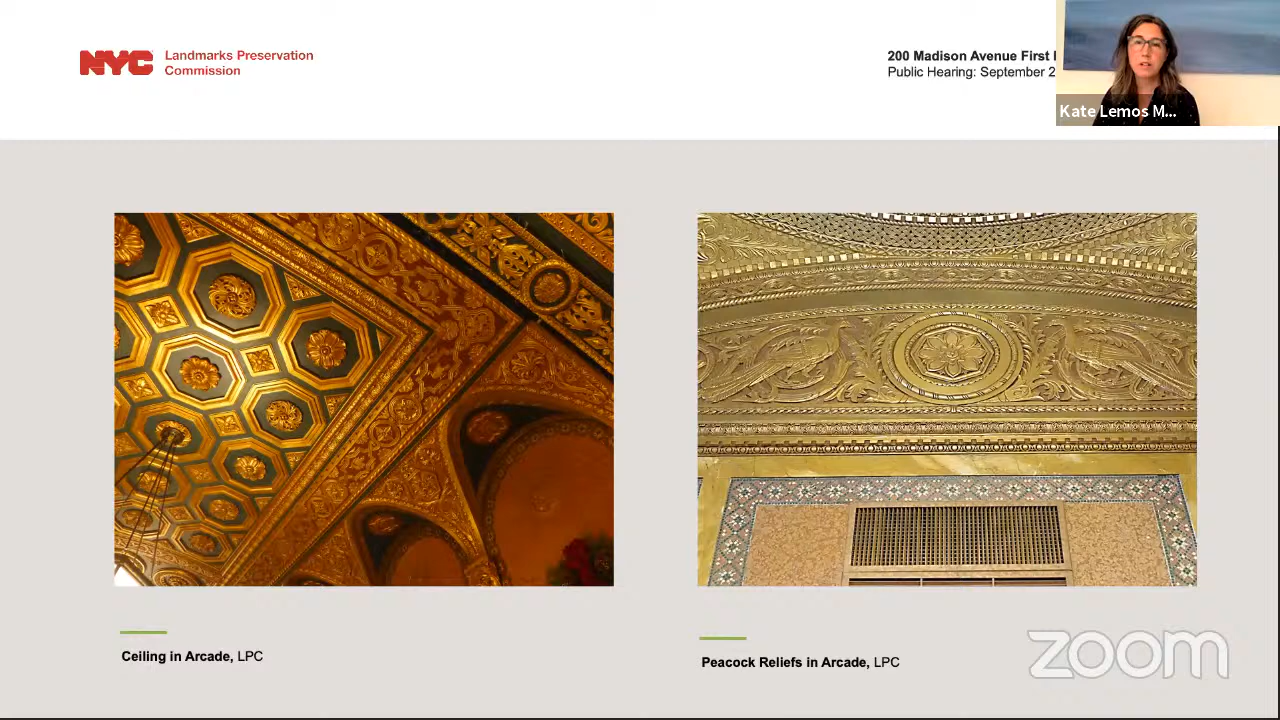 NYC
Landmarks Preservation
Commission
200 Madison Avenue First
Public Hearing: September 2
Kate Lemos M...
Ceiling in Arcade, LPC
Peacock Reliefs in Arcade, LPC
zoom